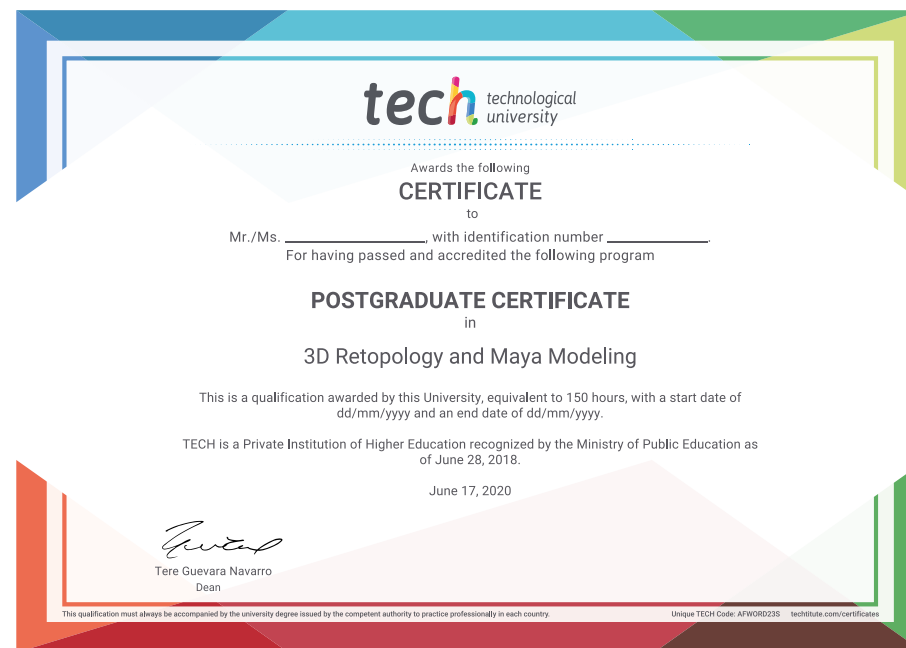 tech technological
university
Awards the following
CERTIFICATE
to
Mr./Ms. ____________________, with identification number ______________.
For having passed and accredited the following program
POSTGRADUATE CERTIFICATE
in
3D Retopology and Maya Modeling
This is a qualification awarded by this University, equivalent to 150 hours, with a start date of
dd/mm/yyyy and an end date of dd/mm/yyyy.
TECH is a Private Institution of Higher Education recognized by the Ministry of Public Education as
of June 28, 2018.
June 17, 2020
Tere Guevara Navarro
Dean
This qualification must always be accompanied by the university degree issued by the competent authority to practice professionally in each country. Unique TECH Code: AFWORD23S techtitute.com/certificates